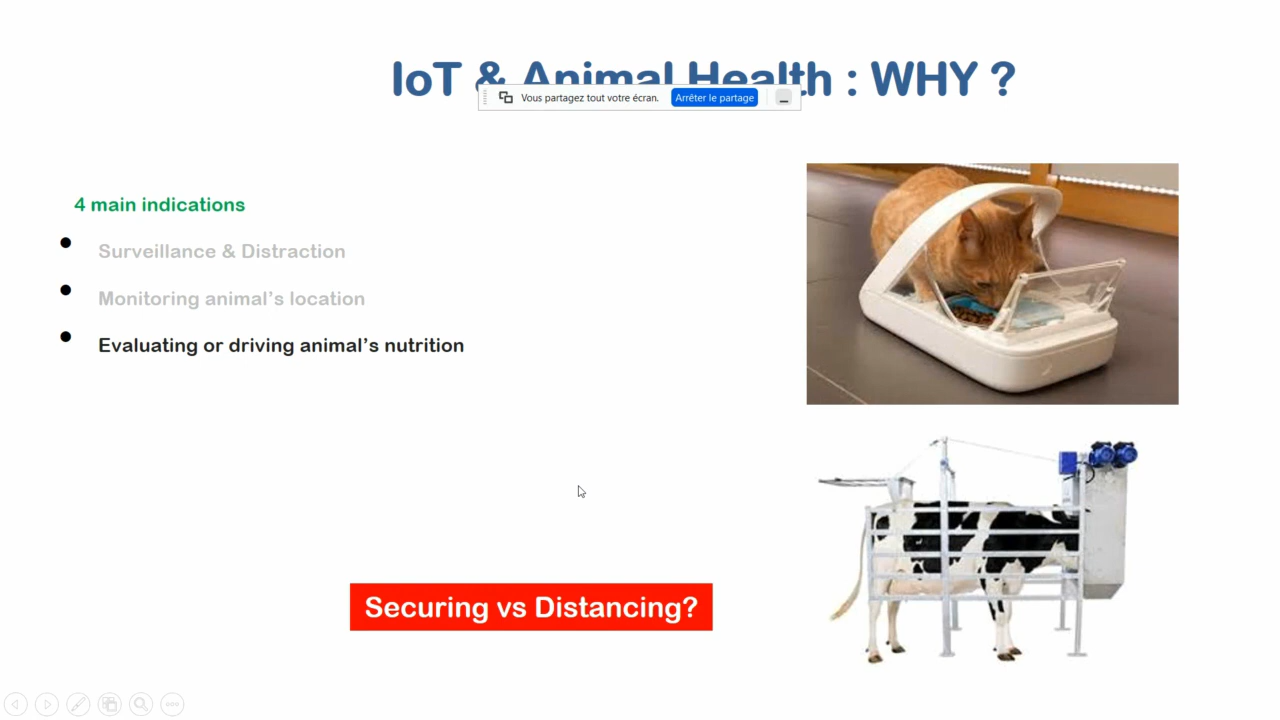 IoT & Animal Health : WHY ?
Vous partagez tout votre écran. Arrêter le partage
4 main indications
Surveillance & Distraction
Monitoring animal's location
Evaluating or driving animal's nutrition
Securing vs Distancing?